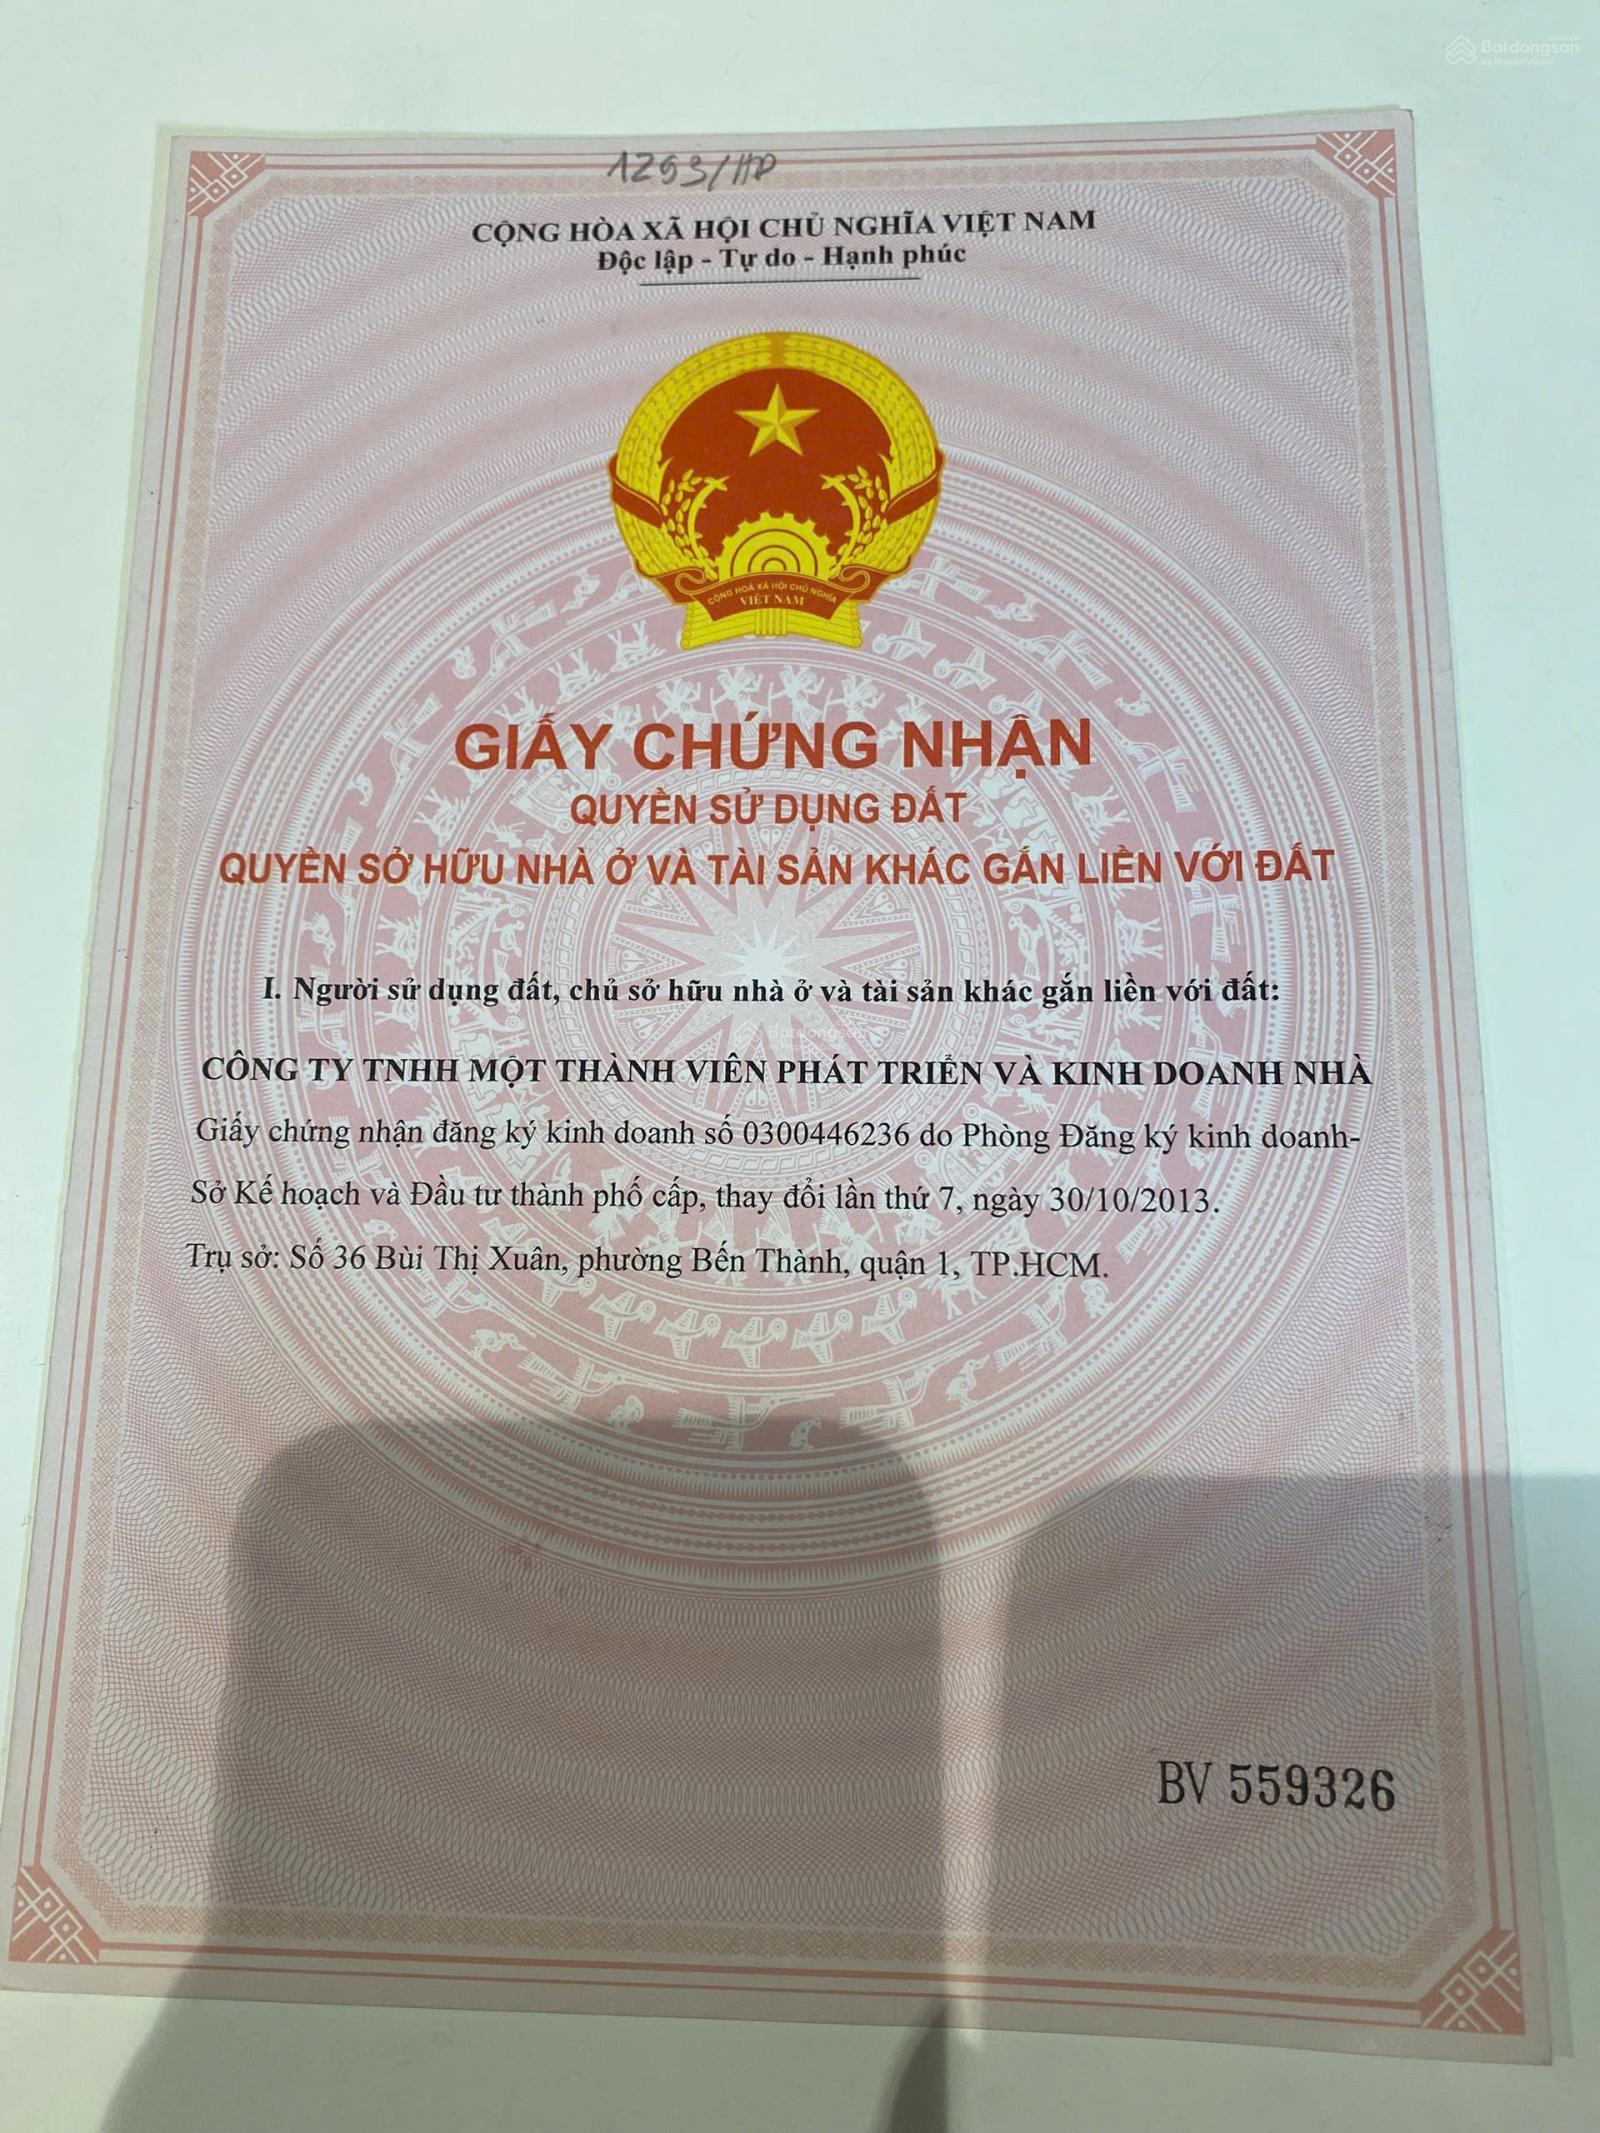 Batdongsan
.com.vn
by PropertyGuru
1293/HD
CỘNG HÒA XÃ HỘI CHỦ NGHĨA VIỆT NAM
Độc lập - Tự do - Hạnh phúc
CỘNG HOÀ XÃ HỘI CHỦ NGHĨA
VIỆT NAM
GIẤY CHỨNG NHẬN
QUYỀN SỬ DỤNG ĐẤT
QUYỀN SỞ HỮU NHÀ Ở VÀ TÀI SẢN KHÁC GẮN LIỀN VỚI ĐẤT
I. Người sử dụng đất, chủ sở hữu nhà ở và tài sản khác gắn liền với đất:
Batdongsan
CÔNG TY TNHH MỘT THÀNH VIÊN PHÁT TRIỂN VÀ KINH DOANH NHÀ
Giấy chứng nhận đăng ký kinh doanh số 0300446236 do Phòng Đăng ký kinh doanh-
Sở Kế hoạch và Đầu tư thành phố cấp, thay đổi lần thứ 7, ngày 30/10/2013.
Trụ sở: Số 36 Bùi Thị Xuân, phường Bến Thành, quận 1, TP.HCM.
BV 559326